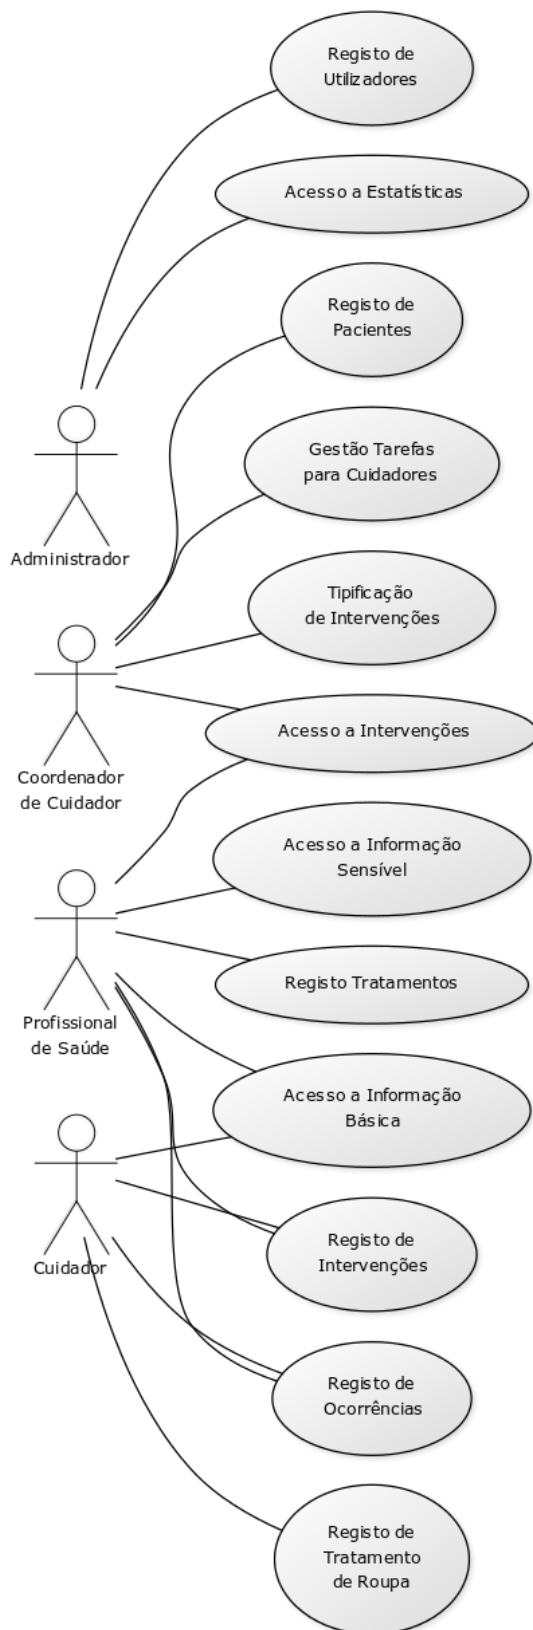 Registo de
Utilizadores
Acesso a Estatísticas
Registo de
Pacientes
Gestão Tarefas
para Cuidadores
Administrador
Tipificação
de Intervenções
Coordenador
de Cuidador
Acesso a Intervenções
Acesso a Informação
Sensível
Registo Tratamentos
Profissional
de Saúde
Acesso a Informação
Básica
Registo de
Intervenções
Cuidador
Registo de
Ocorrências
Registo de
Tratamento
de Roupa